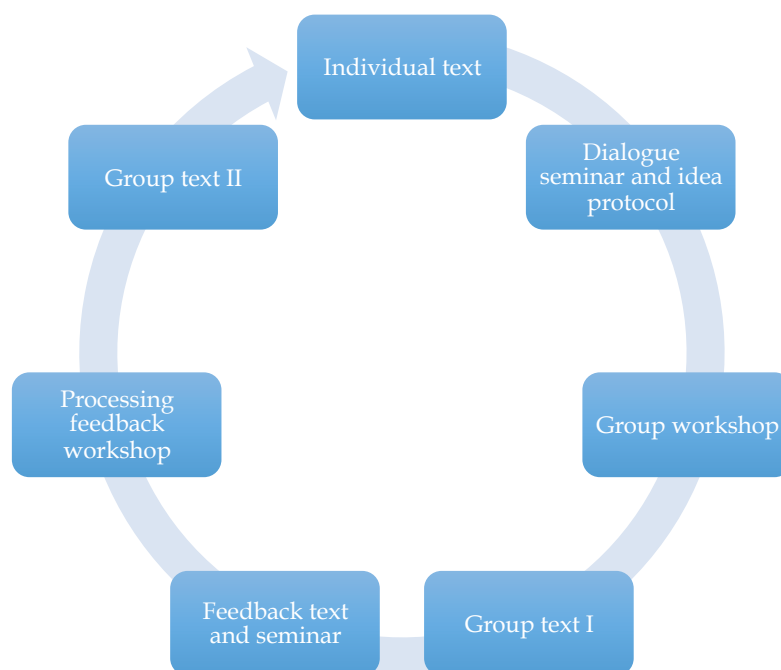 Individual text
Dialogue
seminar and idea
protocol
Group workshop
Group text I
Feedback text
and seminar
Processing
feedback
workshop
Group text II